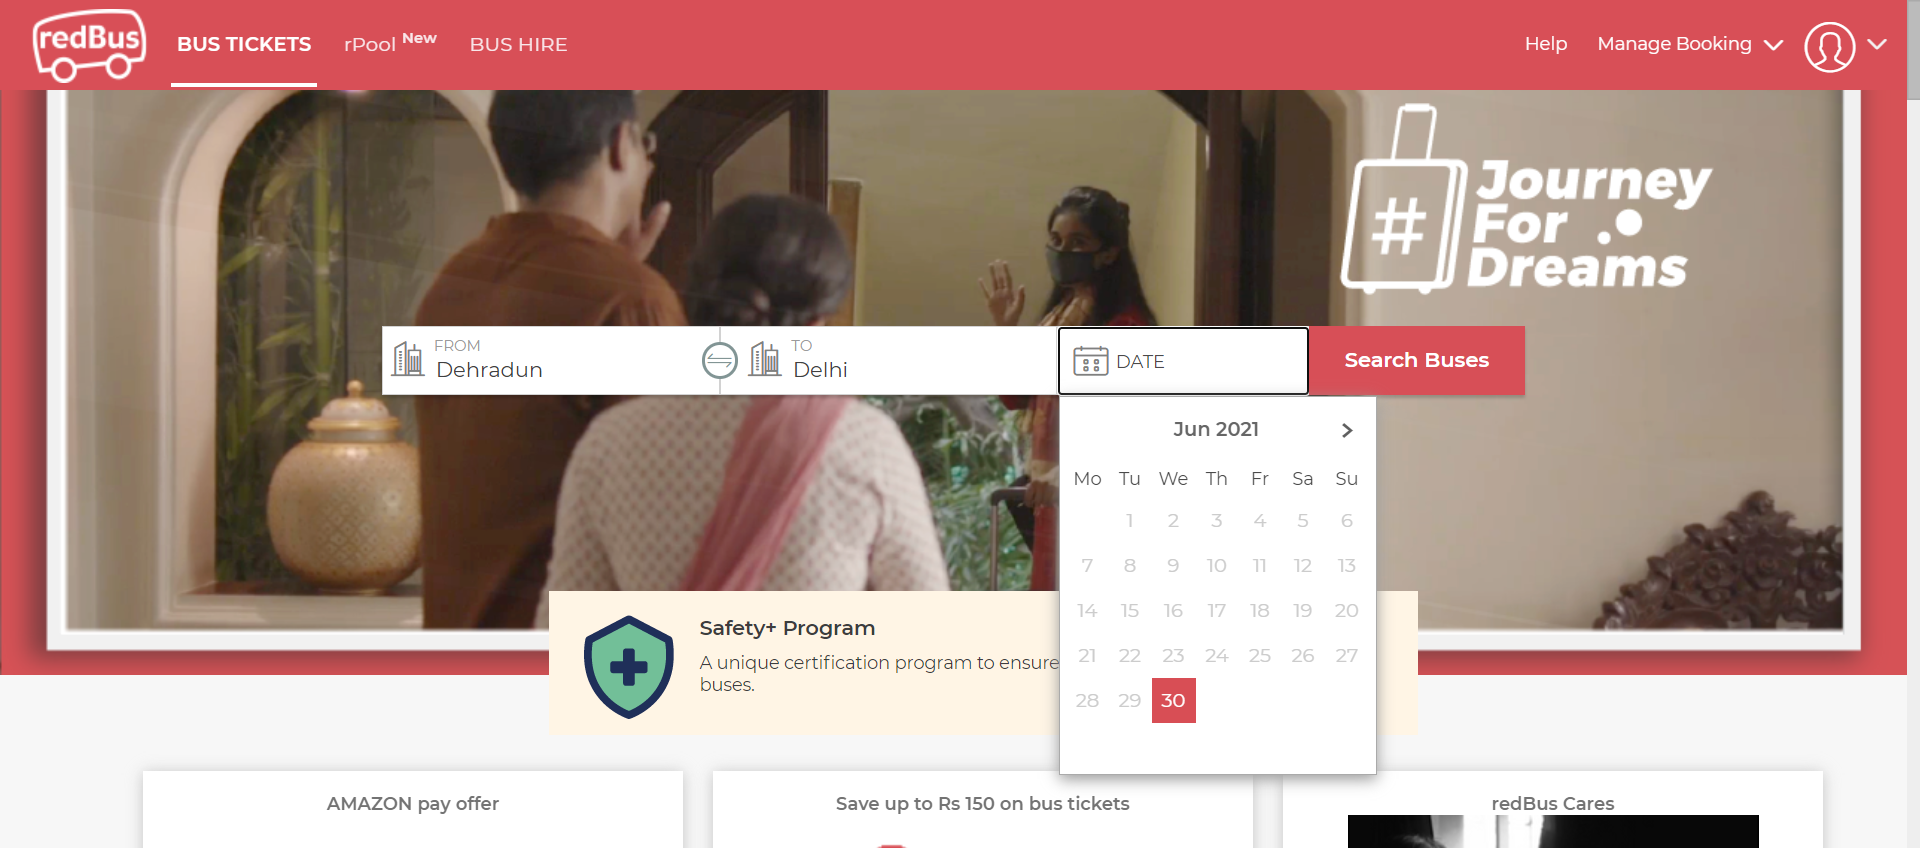 redBus
BUS TICKETS
rPool New
BUS HIRE
Help
Manage Booking
#
Journey
For
Dreams
FROM
Dehradun
TO
Delhi
DATE
Search Buses
Jun 2021 >
Mo Tu We Th Fr Sa Su
1 2 3 4 5 6
7 8 9 10 11 12 13
14 15 16 17 18 19 20
21 22 23 24 25 26 27
28 29 30
Safety+ Program
A unique certification program to ensure
buses.
AMAZON pay offer
Save up to Rs 150 on bus tickets
redBus Cares